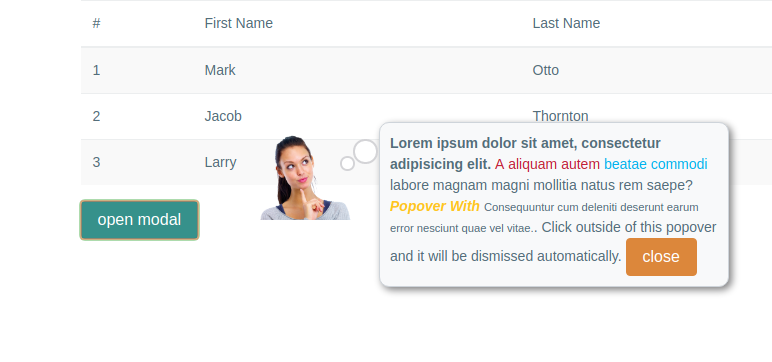 # First Name Last Name
1 Mark Otto
2 Jacob Thornton
3 Larry
open modal
Lorem ipsum dolor sit amet, consectetur
adipisicing elit. A aliquam autem beatae commodi
labore magnam magni mollitia natus rem saepe?
Popover With Consequuntur cum deleniti deserunt earum
error nesciunt quae vel vitae.. Click outside of this popover
and it will be dismissed automatically. close